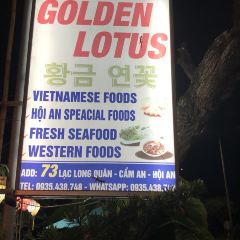 GOLDEN
LOTUS
황금 연꽃
VIETNAMESE FOODS
HỘI AN SPEACIAL FOODS
FRESH SEAFOOD
WESTERN FOODS
ADD: 73 LẠC LONG QUÂN - CẨM AN - HỘI AN
TEL: 0935.438.748 - WHATSAPP: 0935.438.748